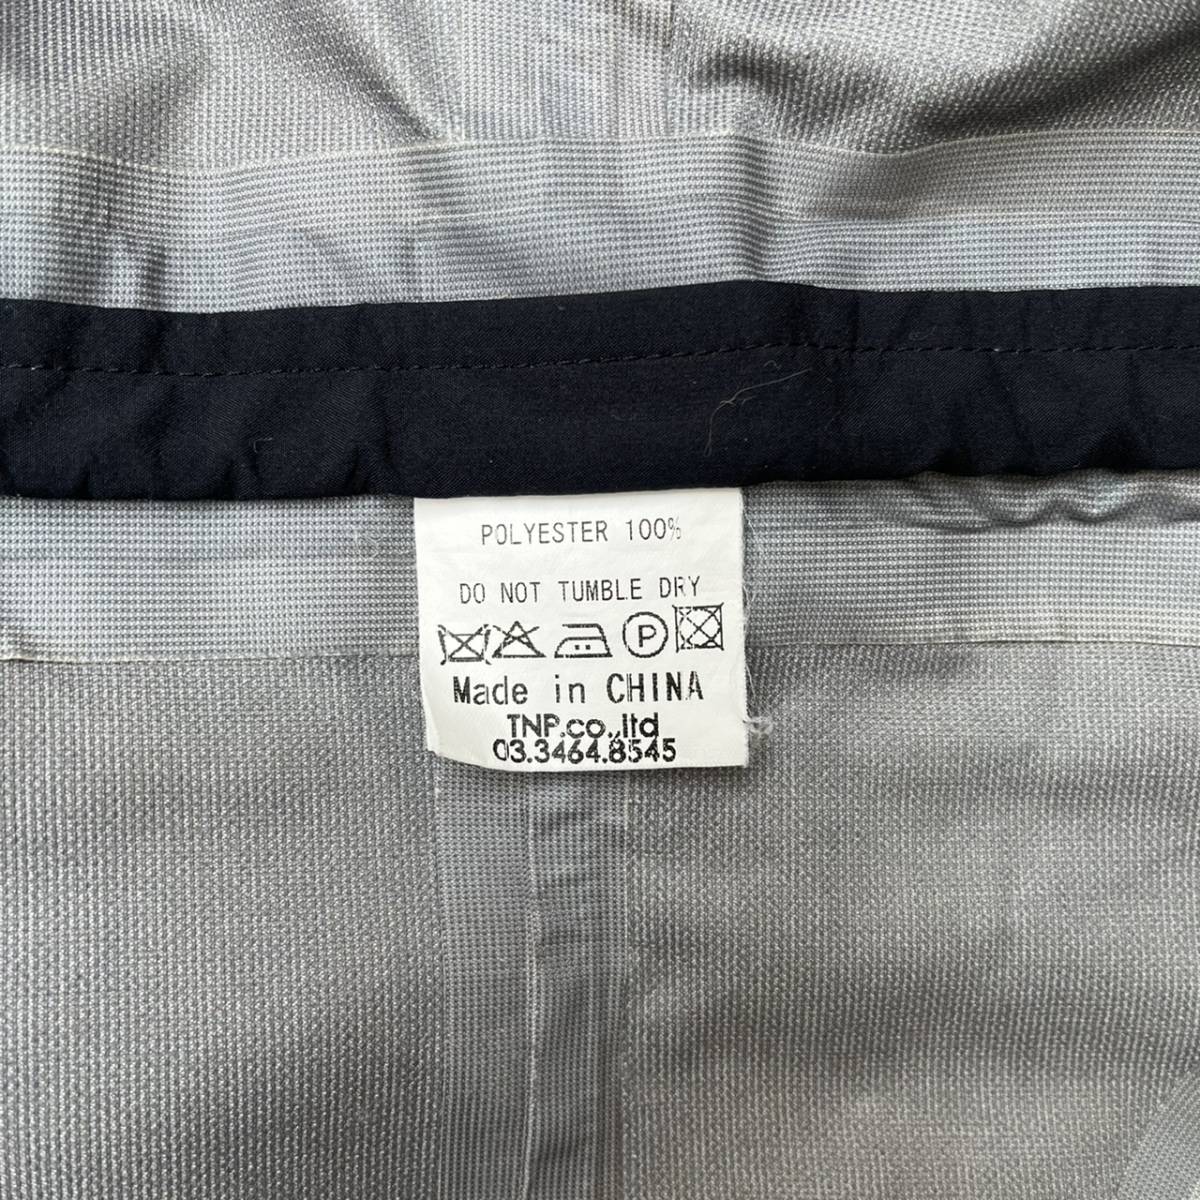 POLYESTER 100%
DO NOT TUMBLE DRY
P
Made in CHINA
TNP.co.,ltd
03.3464.8545